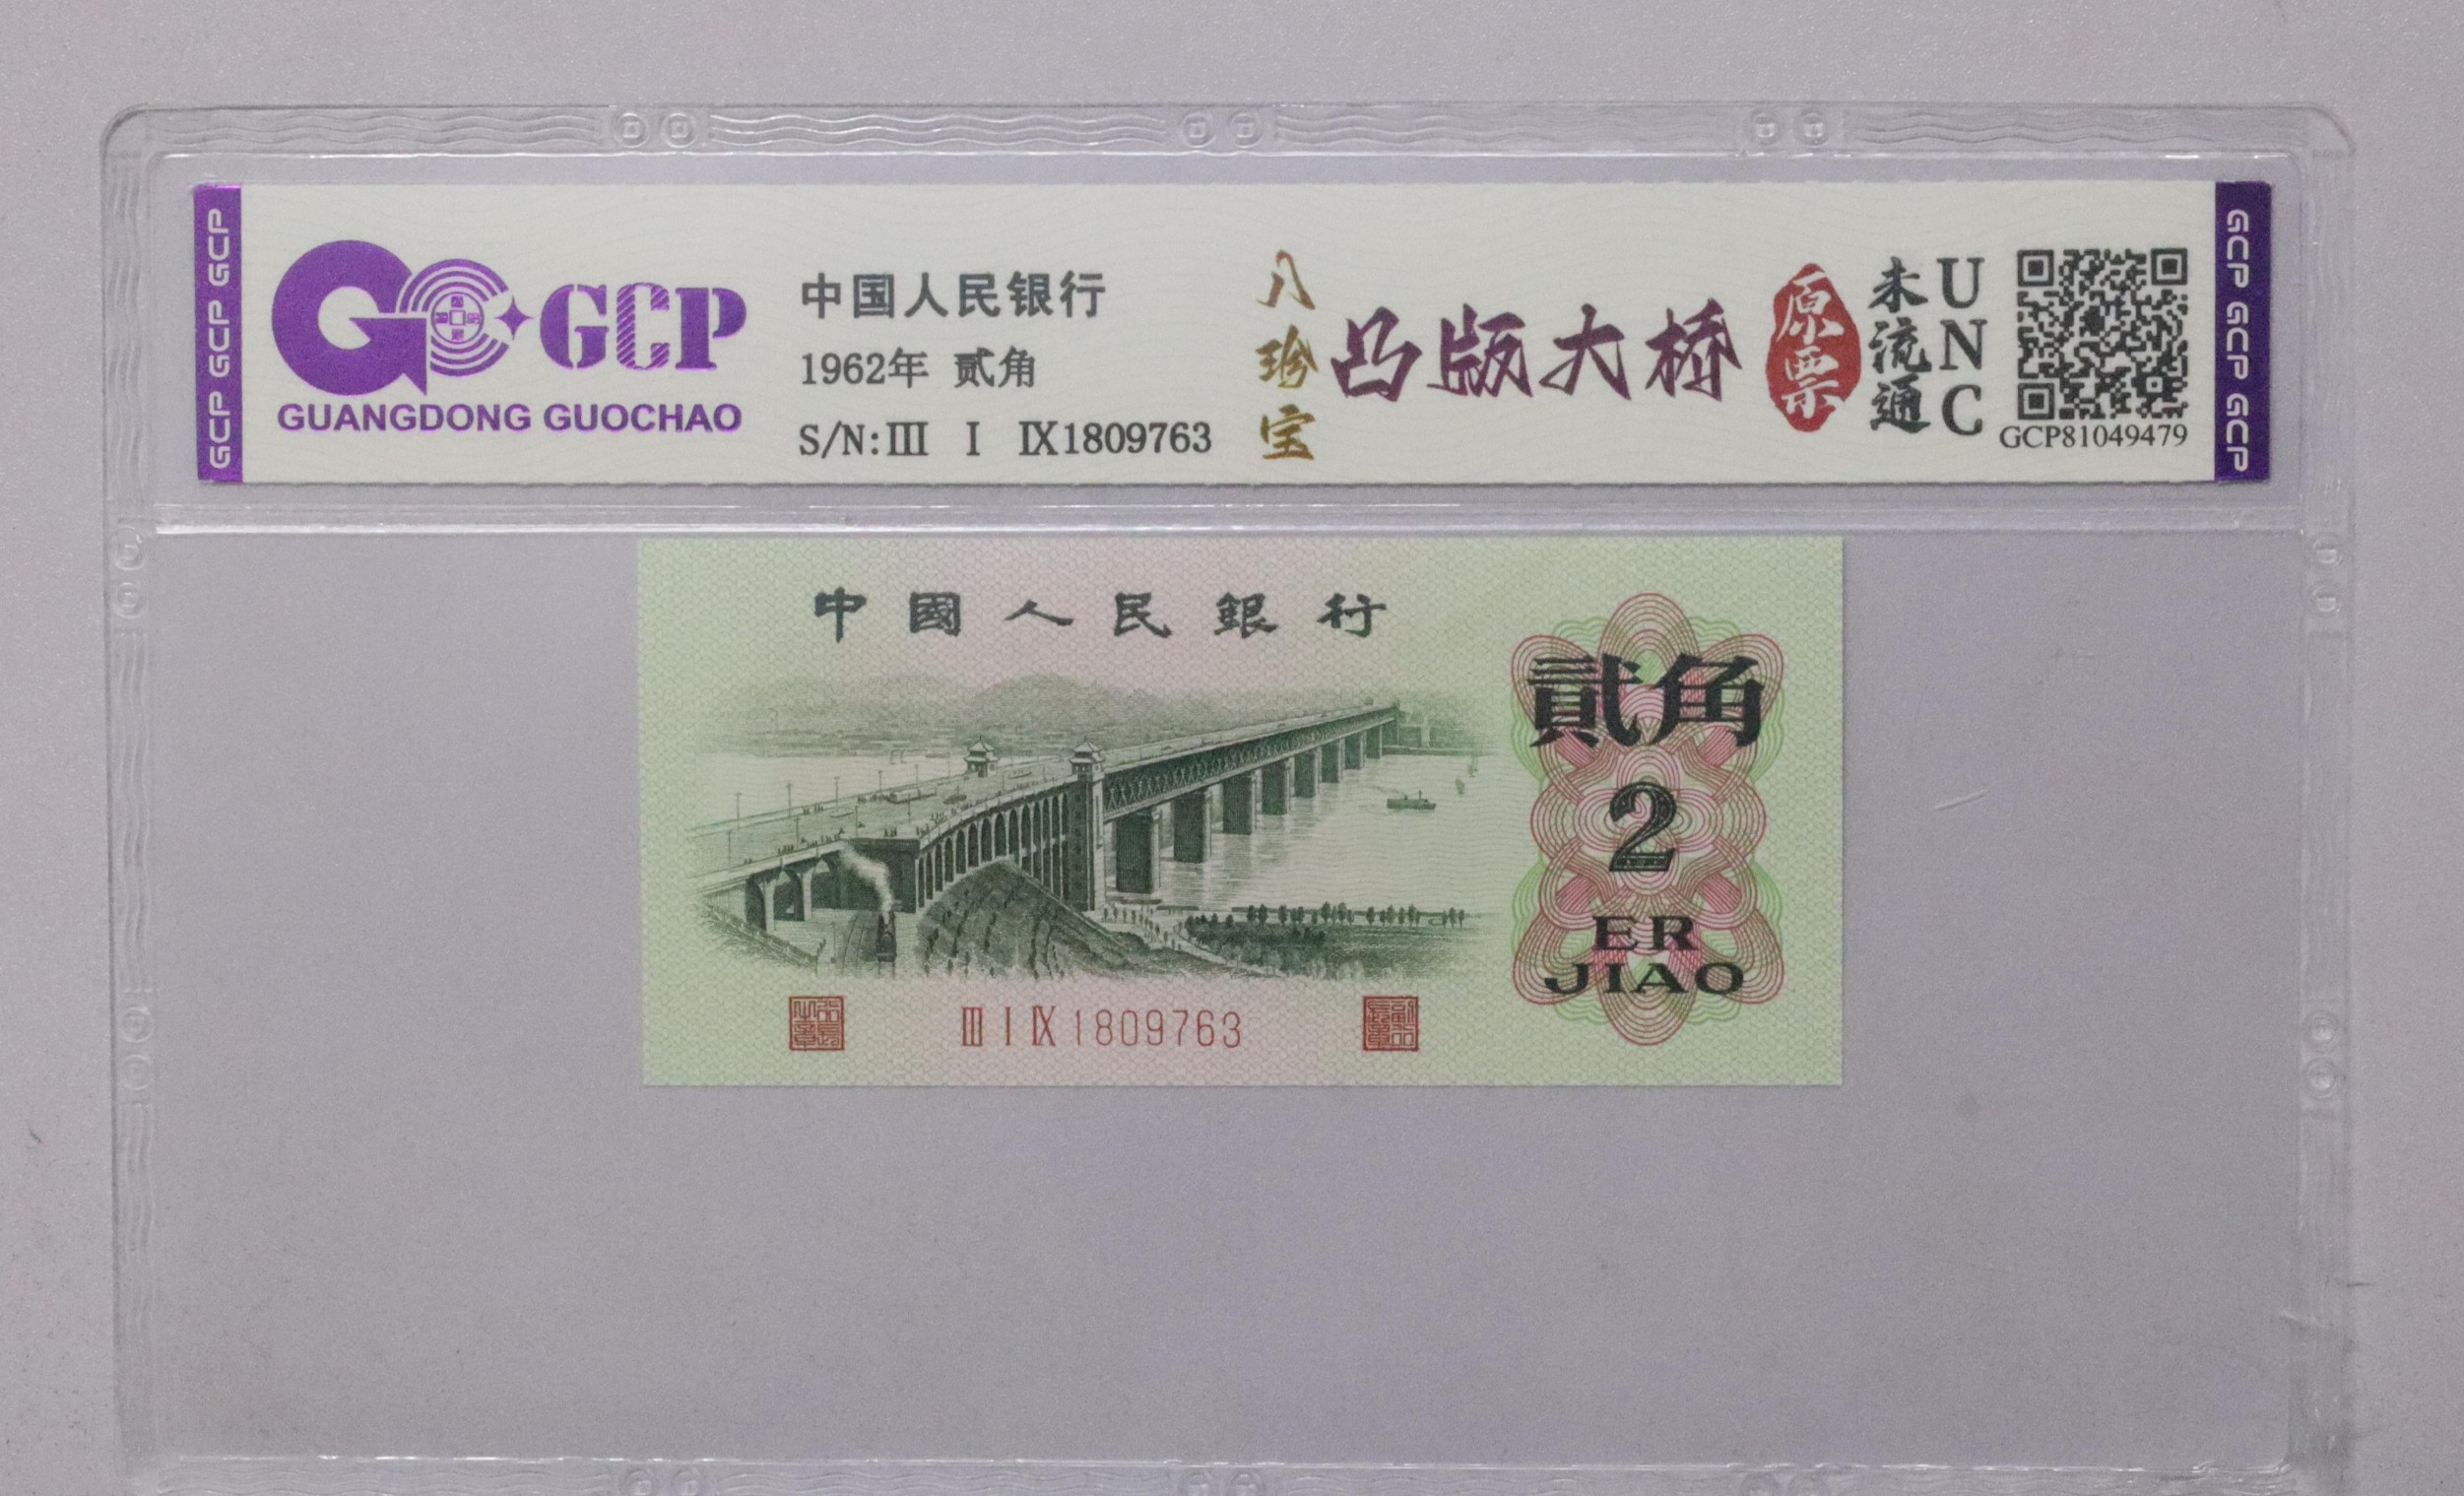 GCP GCP GCP
GCP
GUANGDONG GUOCHAO
中国人民银行
1962年 贰角
S/N:Ⅲ Ⅰ Ⅸ1809763
八珍宝
凸版大桥
原票
未流通
UNC
GCP81049479
GCP GCP GCP
中國人民銀行
貳角
2
ER
JIAO
Ⅲ Ⅰ Ⅸ 1809763